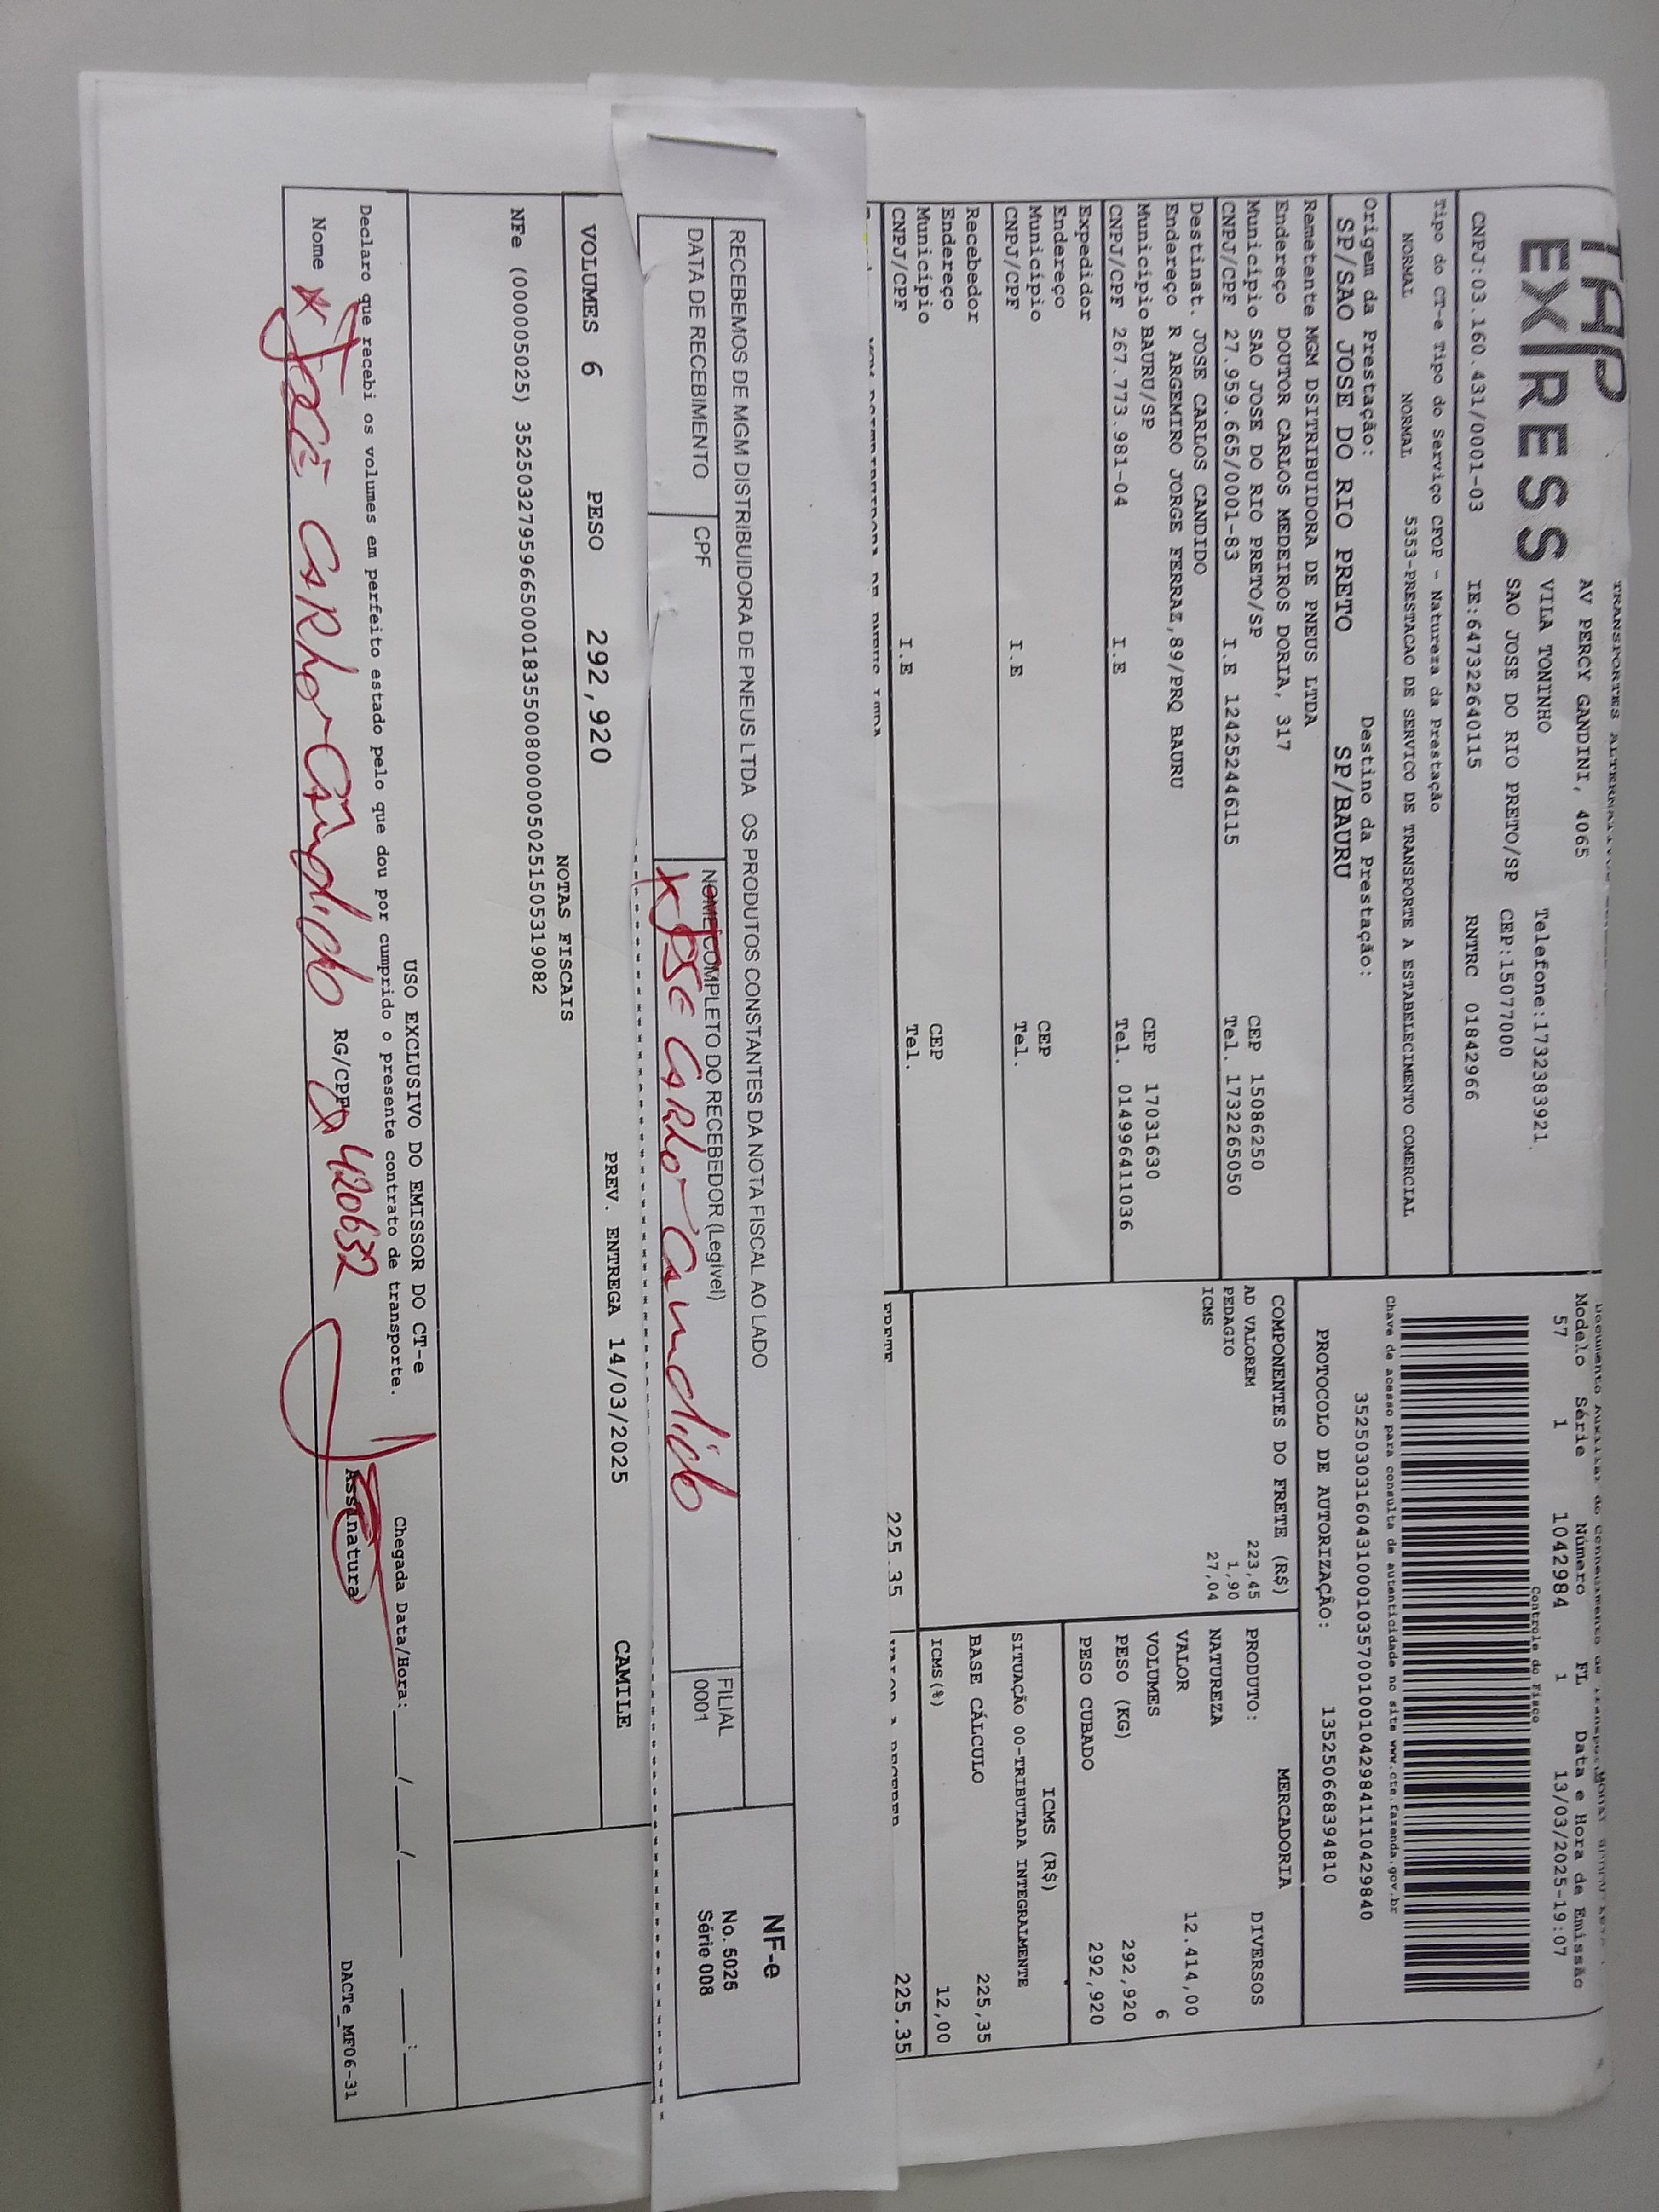 TAP
EXPRESS
TRANSPORTES
AV PERCY GANDINI, 4065
VILA TONINHO Telefone:1732383921
SAO JOSE DO RIO PRETO/SP CEP:15077000
CNPJ:03.160.431/0001-03 IE:647322640115 RNTRC 01842966
Modelo Série Número FL Data e Hora de Emissão
57 1 1042984 1 13/03/2025-19:07
Controle do Fisco
Tipo do CT-e Tipo do Serviço CFOP - Natureza da Prestação
NORMAL NORMAL 5353-PRESTACAO DE SERVICO DE TRANSPORTE A ESTABELECIMENTO COMERCIAL
Chave de acesso para consulta de autenticidade no site www.cte.fazenda.gov.br
35250303160431000103570010010429841110429840
Origem da Prestação: Destino da Prestação:
SP/SAO JOSE DO RIO PRETO SP/BAURU
PROTOCOLO DE AUTORIZAÇÃO: 135250668394810
Remetente MGM DSITRIBUIDORA DE PNEUS LTDA
Endereço DOUTOR CARLOS MEDEIROS DORIA, 317
Município SAO JOSE DO RIO PRETO/SP CEP 15086250
CNPJ/CPF 27.959.665/0001-83 I.E 124252446115 Tel. 1732265050
Destinat. JOSE CARLOS CANDIDO
Endereço R ARGEMIRO JORGE FERRAZ,89/PRQ BAURU
Município BAURU/SP CEP 17031630
CNPJ/CPF 267.773.981-04 I.E Tel. 014996411036
Expedidor
Endereço
Município CEP
CNPJ/CPF I.E Tel.
Recebedor
Endereço
Município CEP
CNPJ/CPF I.E Tel.
COMPONENTES DO FRETE (R$)
AD VALOREM 223,45
PEDAGIO 1,90
ICMS 27,04
MERCADORIA
PRODUTO: DIVERSOS
NATUREZA
VALOR 12.414,00
VOLUMES 6
PESO (KG) 292,920
PESO CUBADO 292,920
ICMS (R$)
SITUAÇÃO 00-TRIBUTADA INTEGRALMENTE
BASE CÁLCULO 225,35
ICMS(%) 12,00
FRETE 225.35 VALOR A RECEBER 225.35
RECEBEMOS DE MGM DISTRIBUIDORA DE PNEUS LTDA OS PRODUTOS CONSTANTES DA NOTA FISCAL AO LADO
DATA DE RECEBIMENTO CPF NOME COMPLETO DO RECEBEDOR (Legível) FILIAL
0001
x José Carlos Candido
NF-e
No. 5025
Série 008
VOLUMES 6 PESO 292,920 PREV. ENTREGA 14/03/2025 CAMILE
NOTAS FISCAIS
NFe (000005025) 35250327959665000183550080000050251505319082
USO EXCLUSIVO DO EMISSOR DO CT-e
Declaro que recebi os volumes em perfeito estado pelo que dou por cumprido o presente contrato de transporte.
Chegada Data/Hora: ___/___/_____ ___:___
Nome x José Carlos Candido RG/CPF x 420632 Assinatura
DACTe_MF06-31